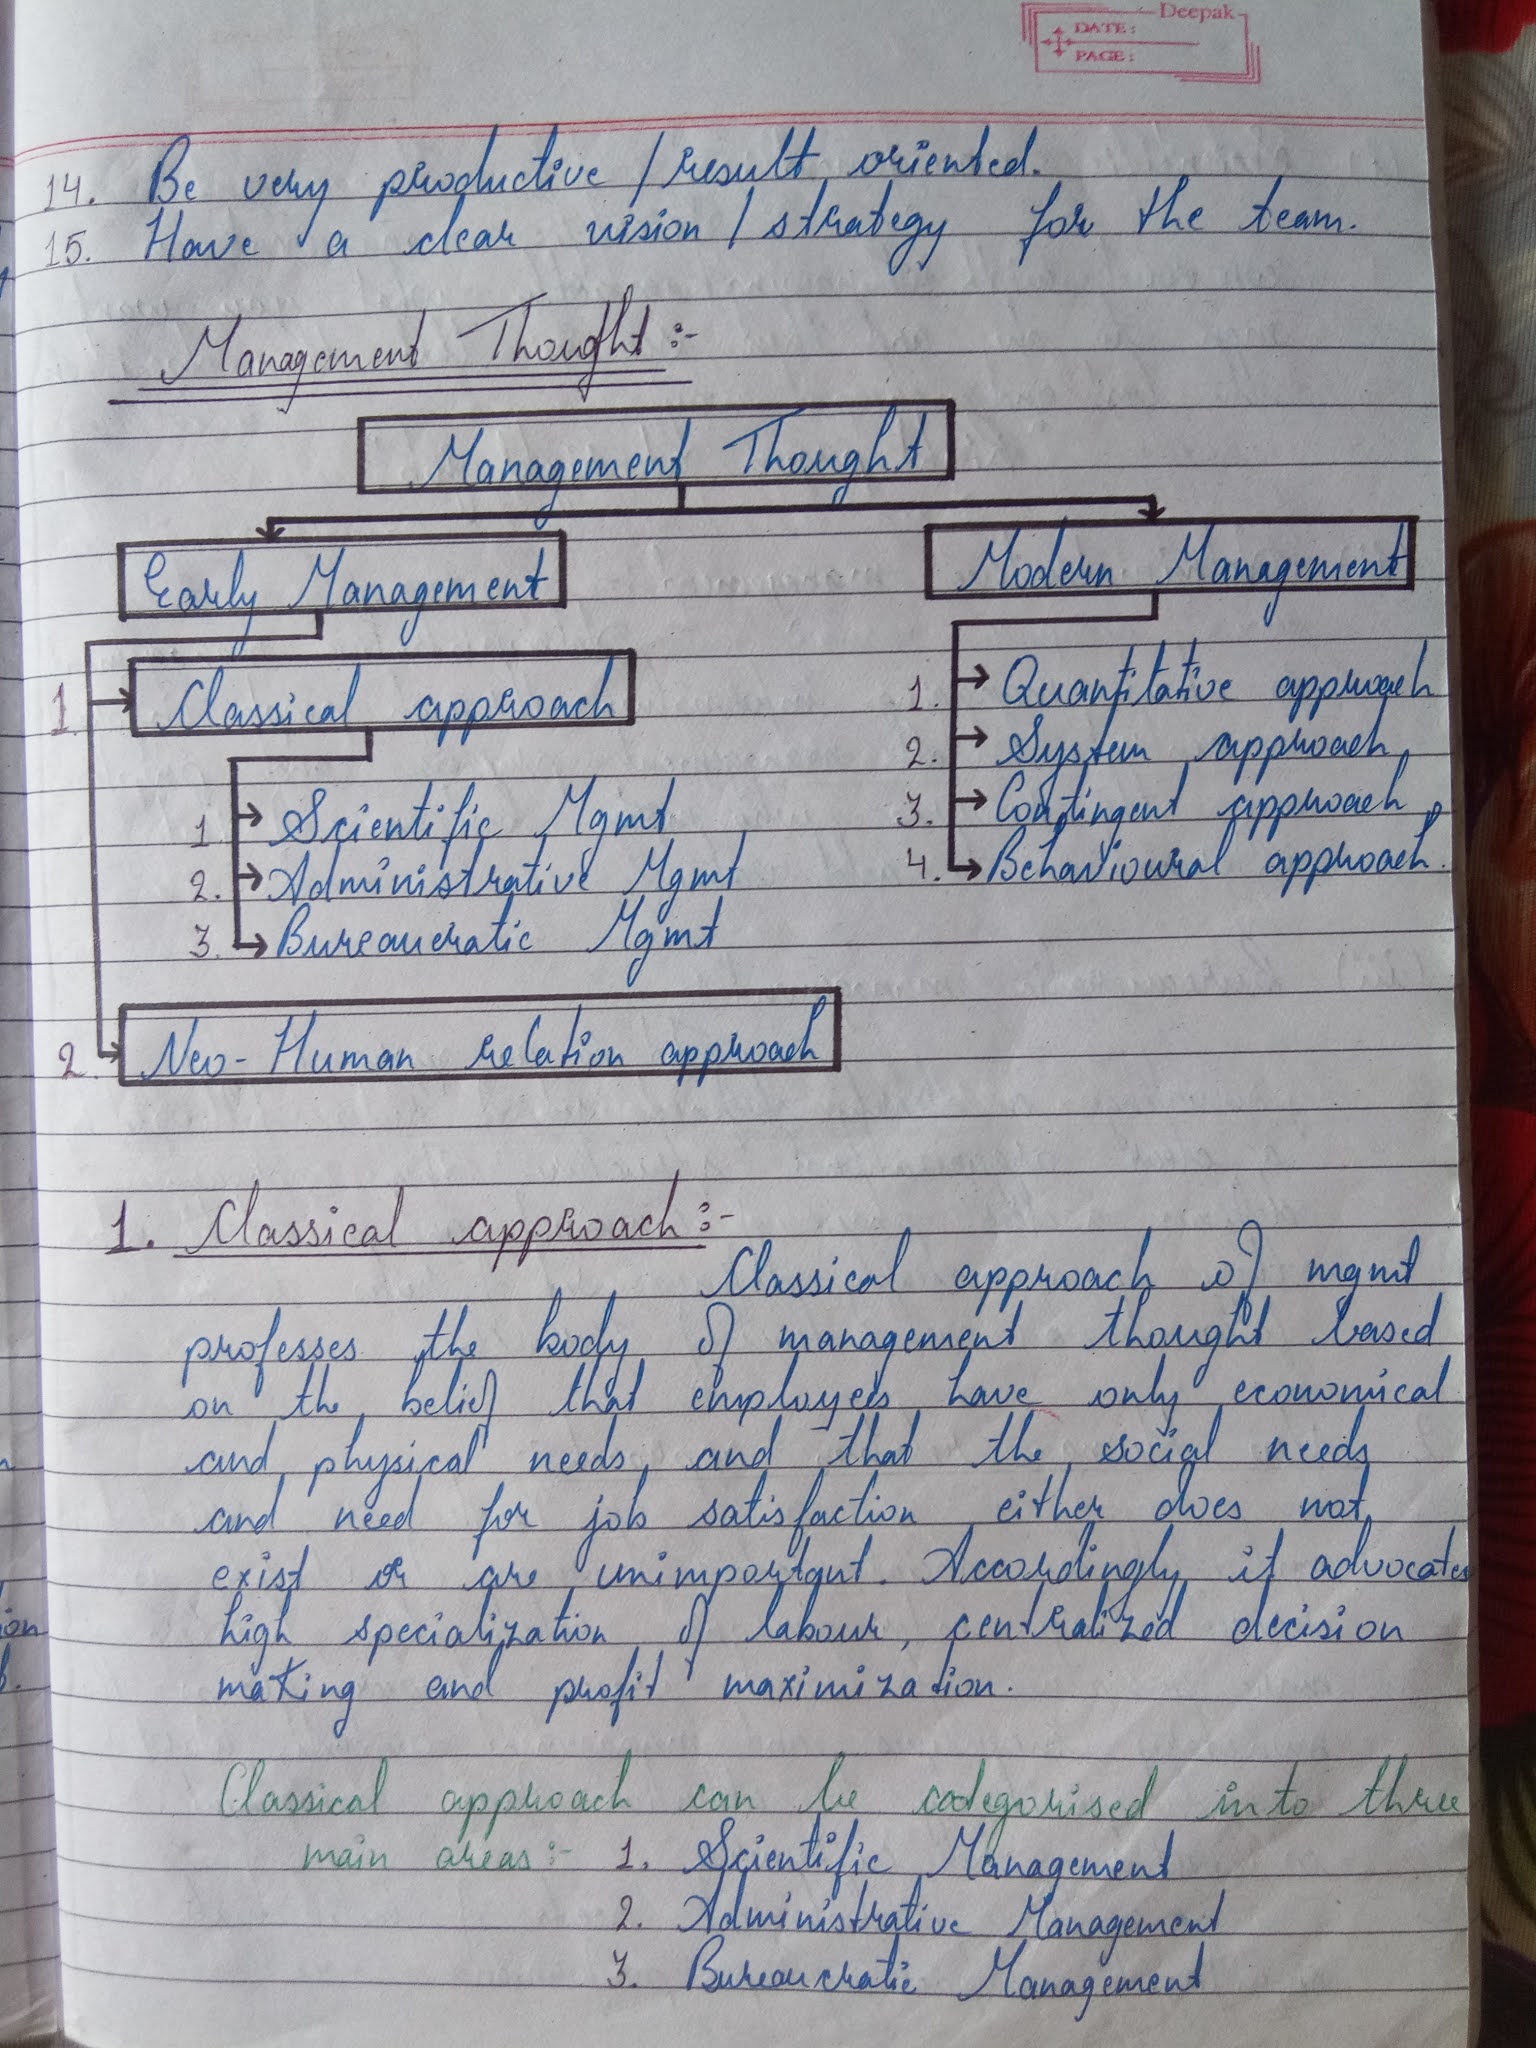 Deepak
DATE:
PAGE:
14. Be very productive / result oriented.
15. Have a clear vision / strategy for the team.
Management Thought :-
Management Thought
Early Management
Modern Management
1. Classical approach
1. Scientific Mgmt
2. Administrative Mgmt
3. Bureaucratic Mgmt
2. Neo-Human relation approach
1. Quantitative approach
2. System approach
3. Contingent approach
4. Behavioural approach.
1. Classical approach :-
Classical approach of mgmt
professes the body of management thought based
on the belief that employees have only economical
and physical needs, and that the social needs
and need for job satisfaction either does not
exist or are unimportant. Accordingly it advocates
high specialization of labour, centralized decision
making and profit maximization.
Classical approach can be categorised into three
main areas :- 1. Scientific Management
2. Administrative Management
3. Bureaucratic Management